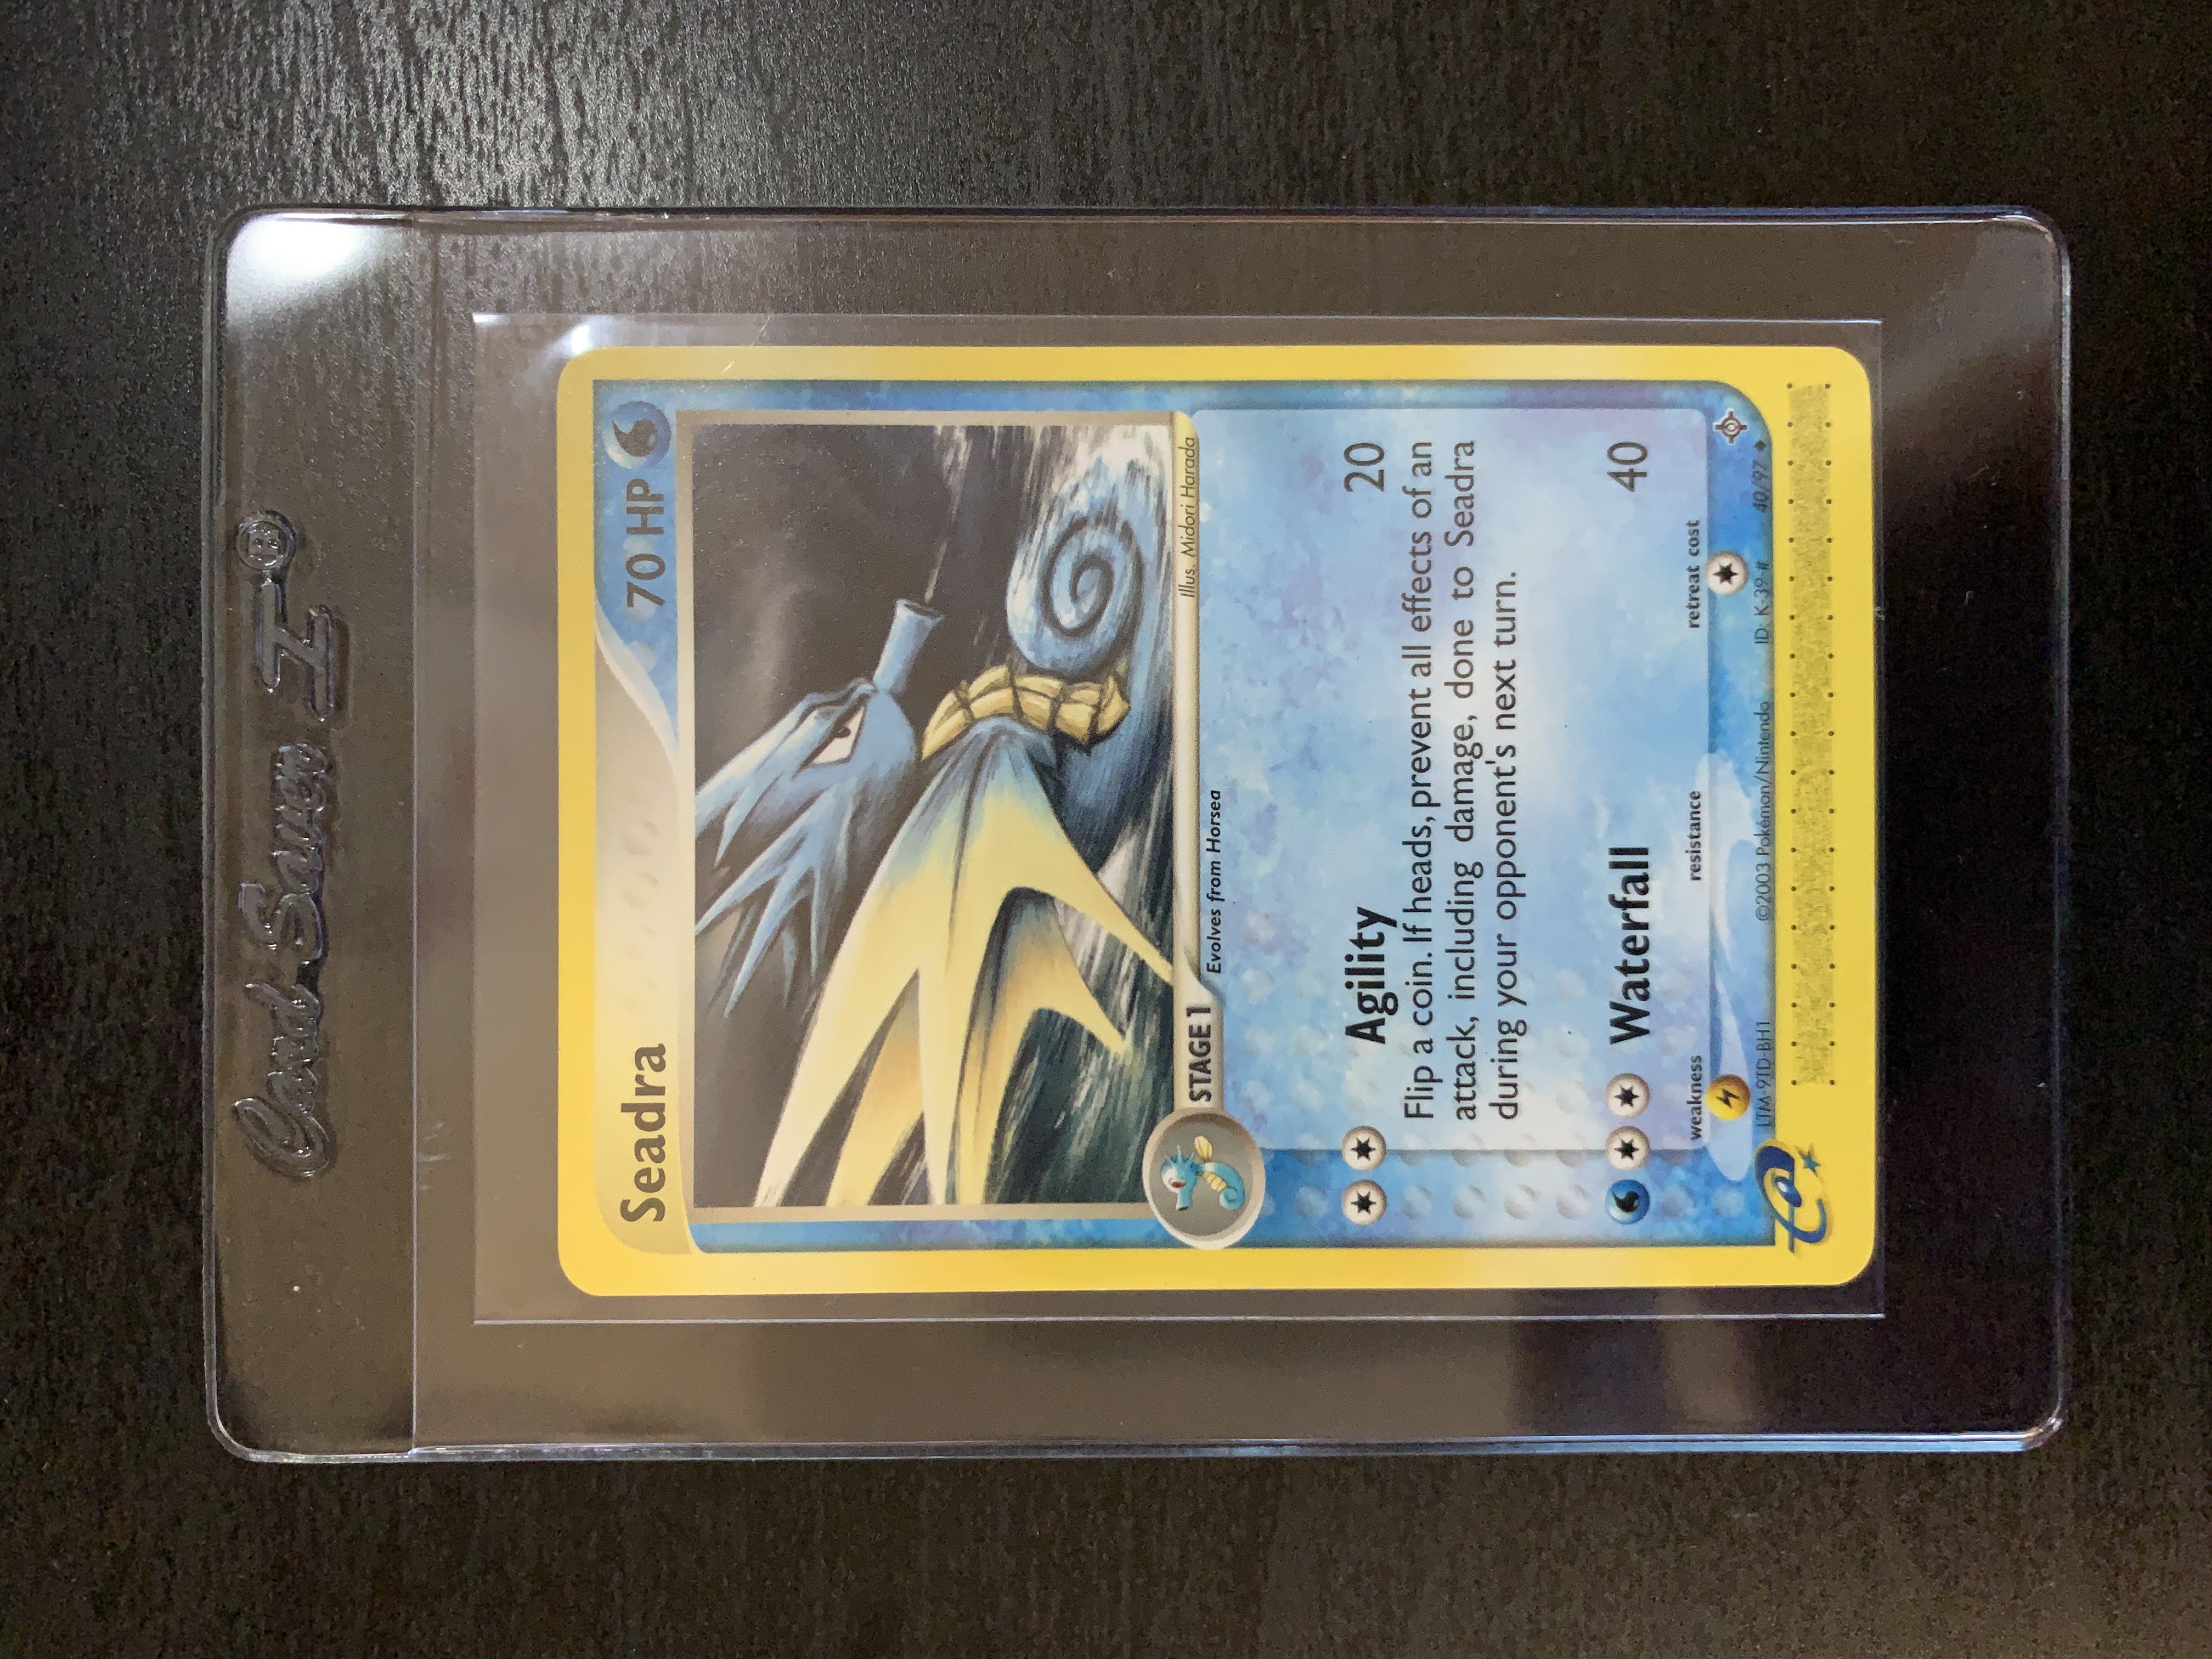 Card Saver I®
Seadra
70 HP
Illus. Midori Harada
STAGE 1
Evolves from Horsea
Agility 20
Flip a coin. If heads, prevent all effects of an
attack, including damage, done to Seadra
during your opponent's next turn.
Waterfall 40
weakness resistance retreat cost
LTM-9TD-BH1 ©2003 Pokémon/Nintendo ID: K-39-# 40/97
e